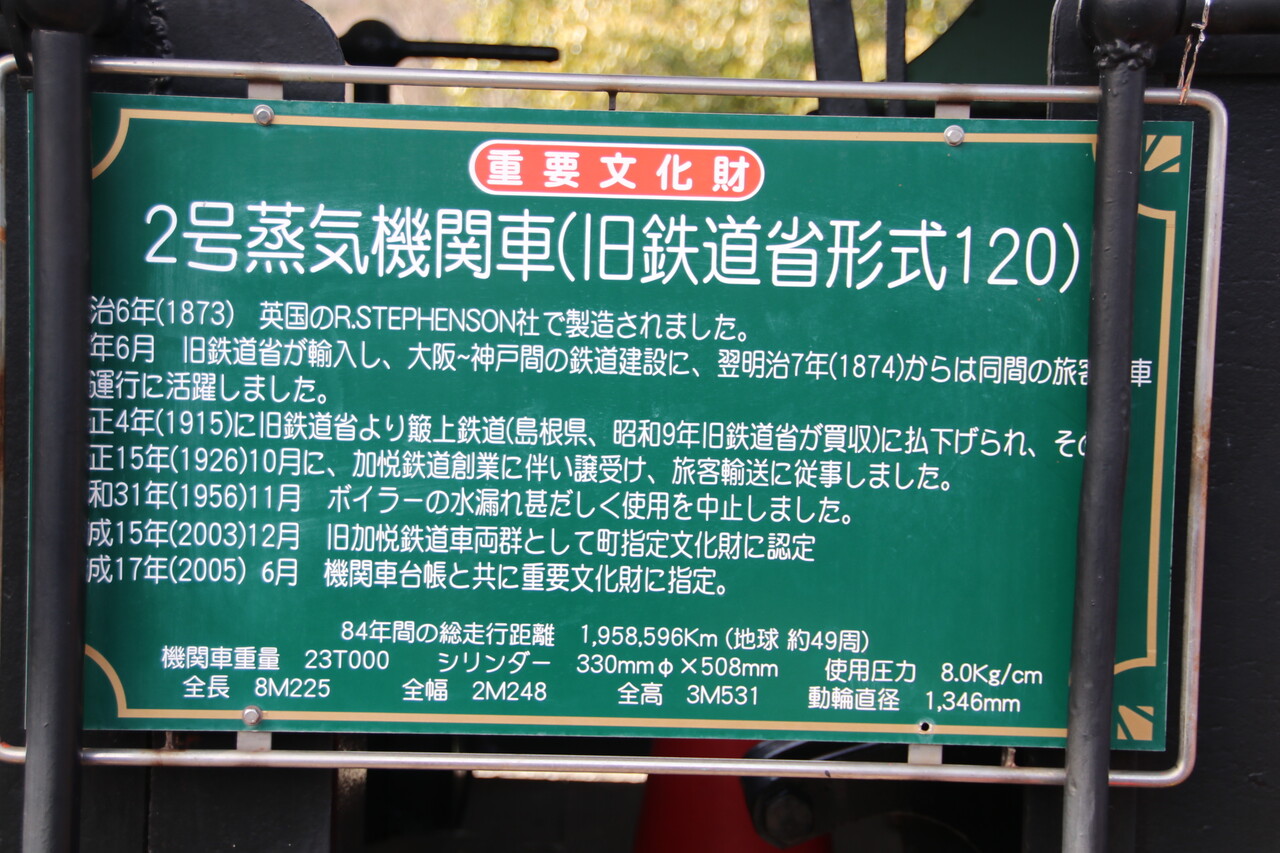 重要文化財
2号蒸気機関車(旧鉄道省形式120)
治6年(1873) 英国のR.STEPHENSON社で製造されました。
年6月 旧鉄道省が輸入し、大阪~神戸間の鉄道建設に、翌明治7年(1874)からは同間の旅客 車
運行に活躍しました。
正4年(1915)に旧鉄道省より簸上鉄道(島根県、昭和9年旧鉄道省が買収)に払下げられ、その
正15年(1926)10月に、加悦鉄道創業に伴い譲受け、旅客輸送に従事しました。
和31年(1956)11月 ボイラーの水漏れ甚だしく使用を中止しました。
成15年(2003)12月 旧加悦鉄道車両群として町指定文化財に認定
成17年(2005) 6月 機関車台帳と共に重要文化財に指定。
84年間の総走行距離 1,958,596Km (地球 約49周)
機関車重量 23T000 シリンダー 330mmφ×508mm 使用圧力 8.0Kg/cm
全長 8M225 全幅 2M248 全高 3M531 動輪直径 1,346mm